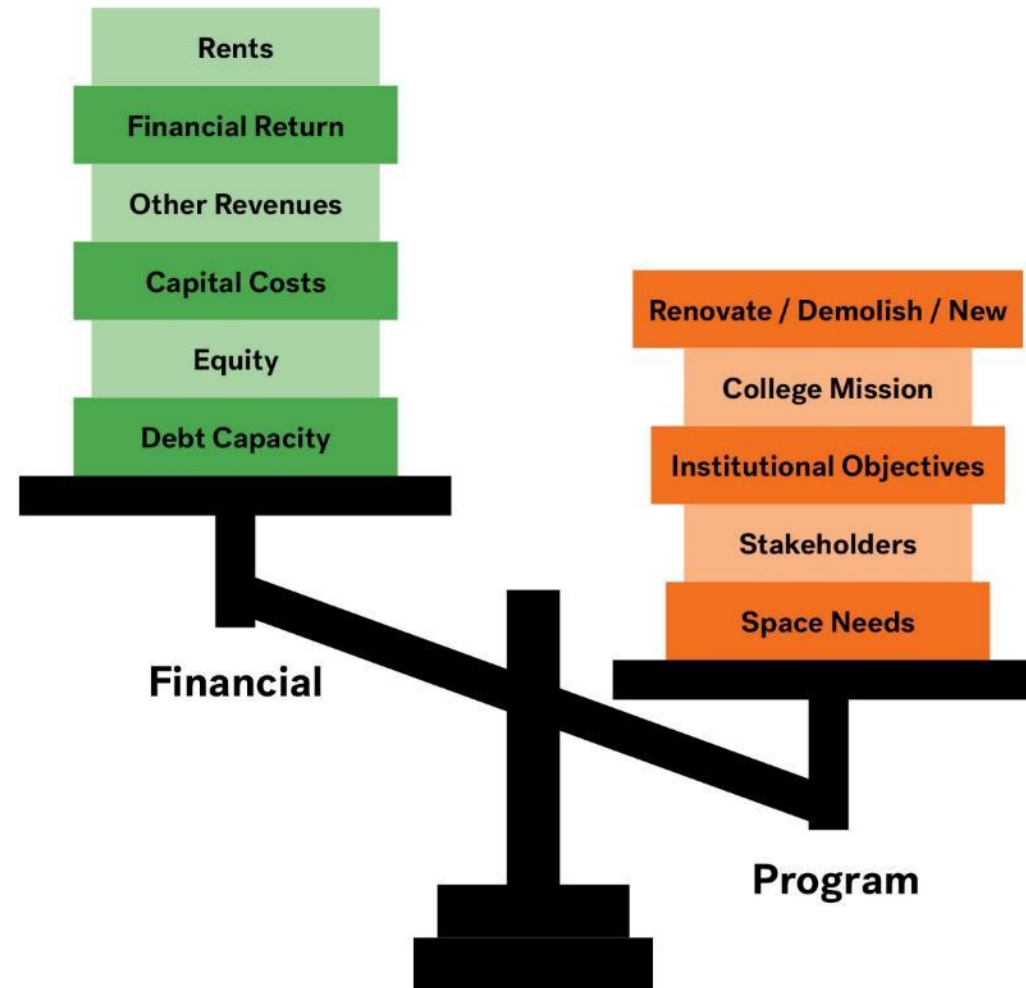 Rents
Financial Return
Other Revenues
Capital Costs
Equity
Debt Capacity
Financial
Renovate / Demolish / New
College Mission
Institutional Objectives
Stakeholders
Space Needs
Program